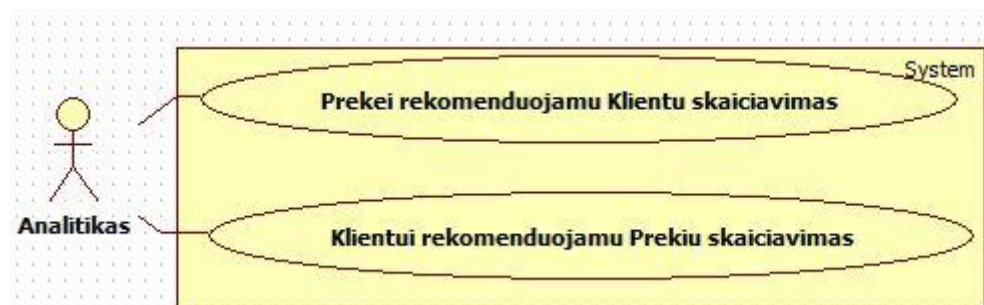 System
Prekei rekomenduojamu Klientu skaiciavimas
Analitikas
Klientui rekomenduojamu Prekiu skaiciavimas